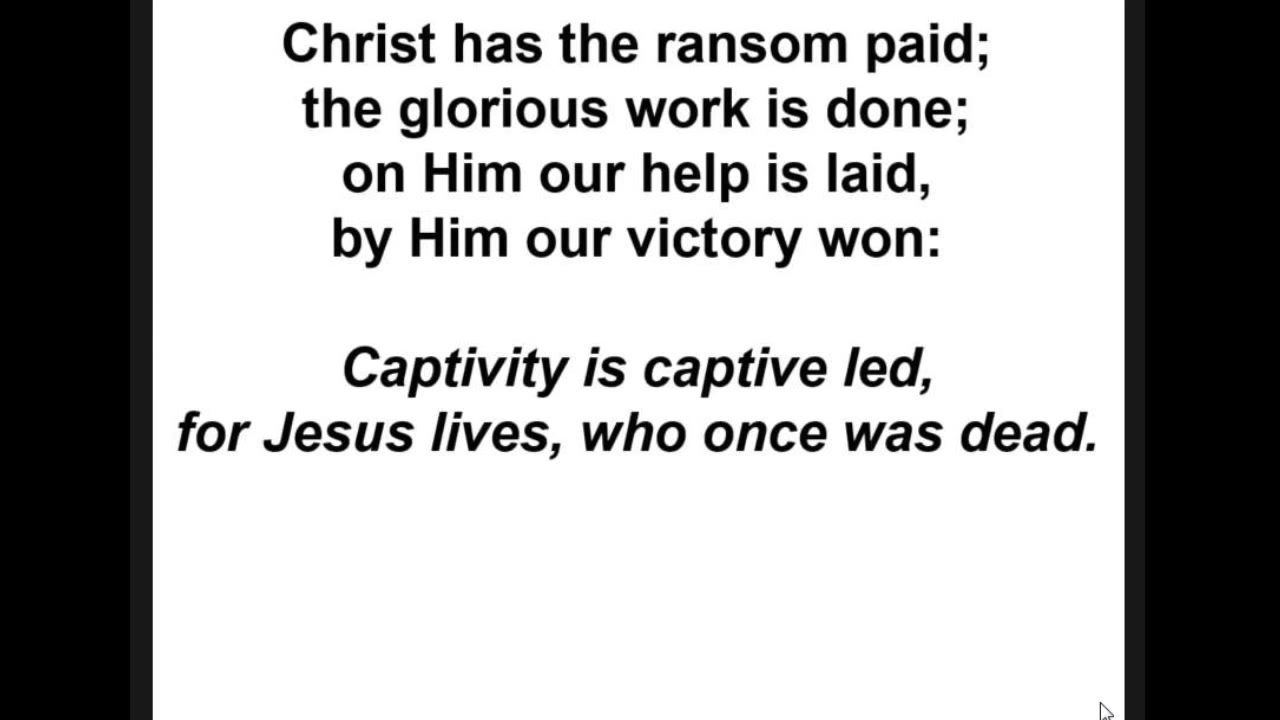 Christ has the ransom paid;
the glorious work is done;
on Him our help is laid,
by Him our victory won:
Captivity is captive led,
for Jesus lives, who once was dead.